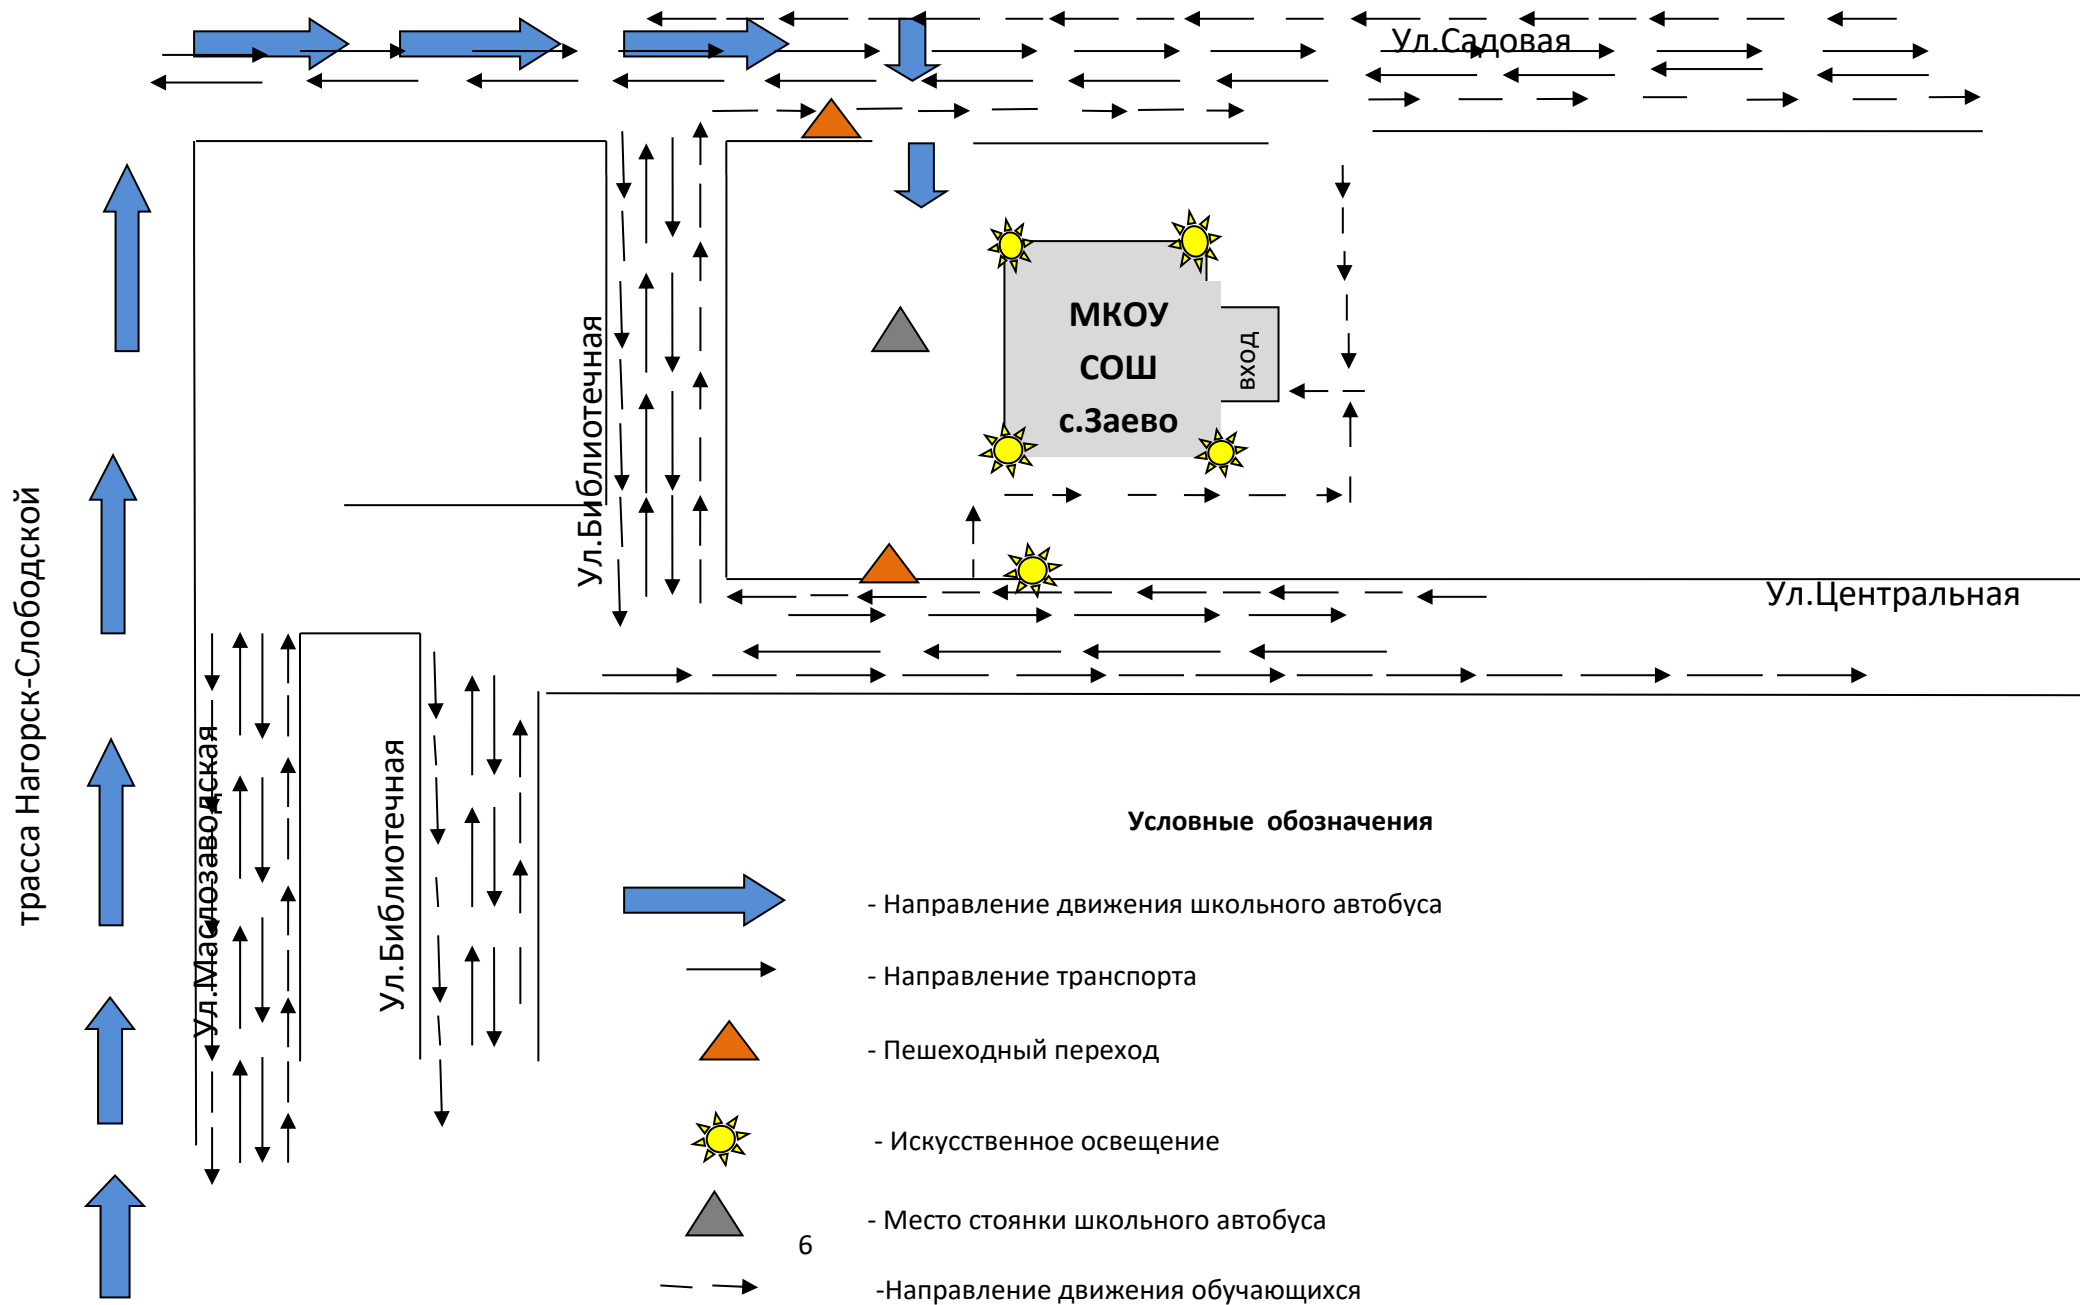 Ул.Садовая
МКОУ
СОШ
с.Заево
вход
Ул.Библиотечная
Ул.Центральная
трасса Нагорск-Слободской
Ул.Маслозаводская
Ул.Библиотечная
Условные обозначения
- Направление движения школьного автобуса
- Направление транспорта
- Пешеходный переход
- Искусственное освещение
- Место стоянки школьного автобуса
6
-Направление движения обучающихся